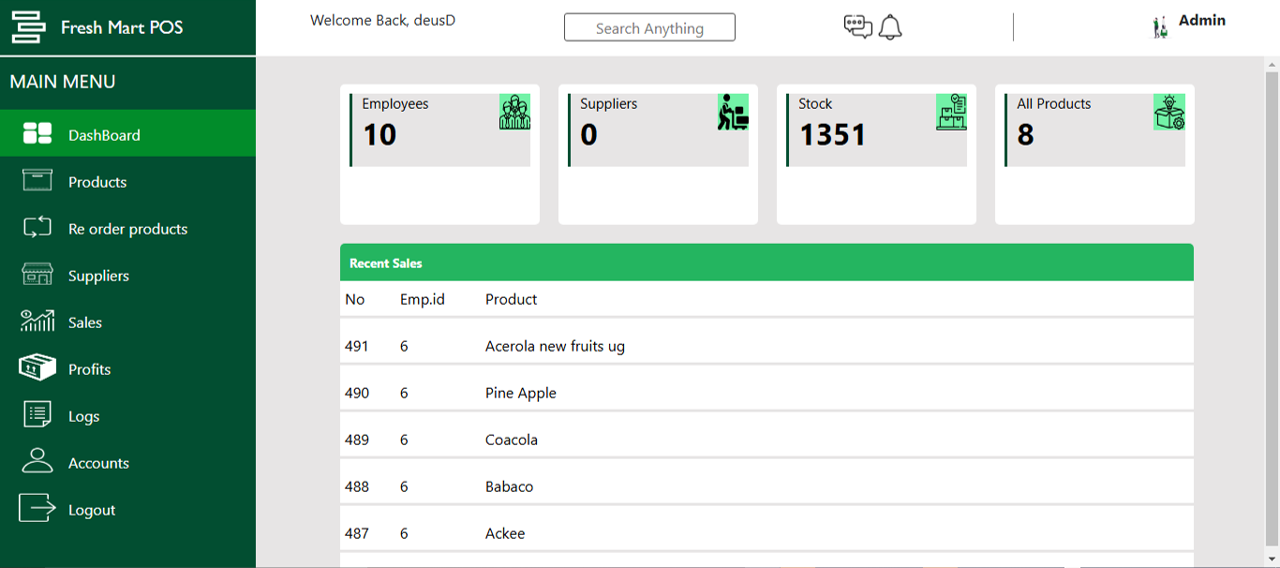 Fresh Mart POS
Welcome Back, deusD
Search Anything
Admin
MAIN MENU
DashBoard
Products
Re order products
Suppliers
Sales
Profits
Logs
Accounts
Logout
Employees
10
Suppliers
0
Stock
1351
All Products
8
Recent Sales
No Emp.id Product
491 6 Acerola new fruits ug
490 6 Pine Apple
489 6 Coacola
488 6 Babaco
487 6 Ackee